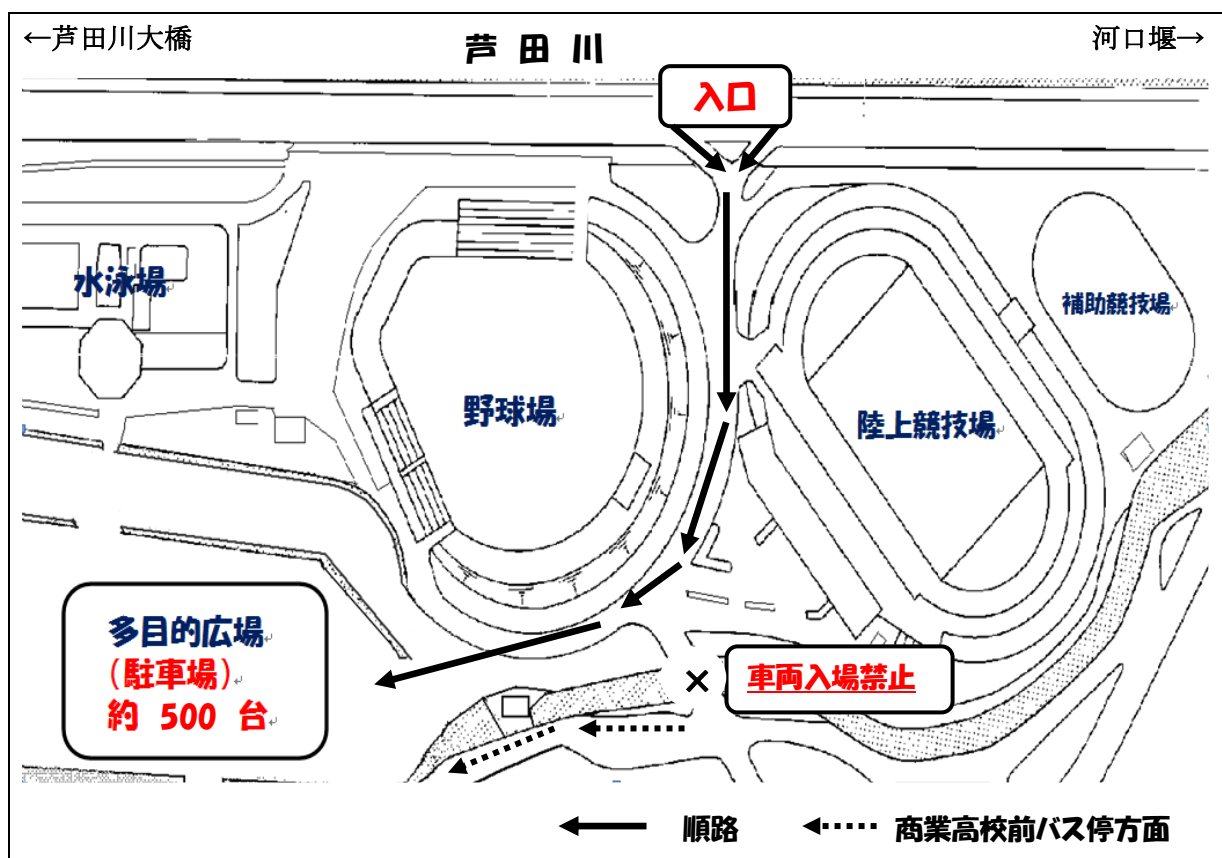 ←芦田川大橋
芦田川
河口堰→
入口
水泳場
補助競技場
野球場
陸上競技場
多目的広場
(駐車場)
約 500 台
×
車両入場禁止
順路
商業高校前バス停方面